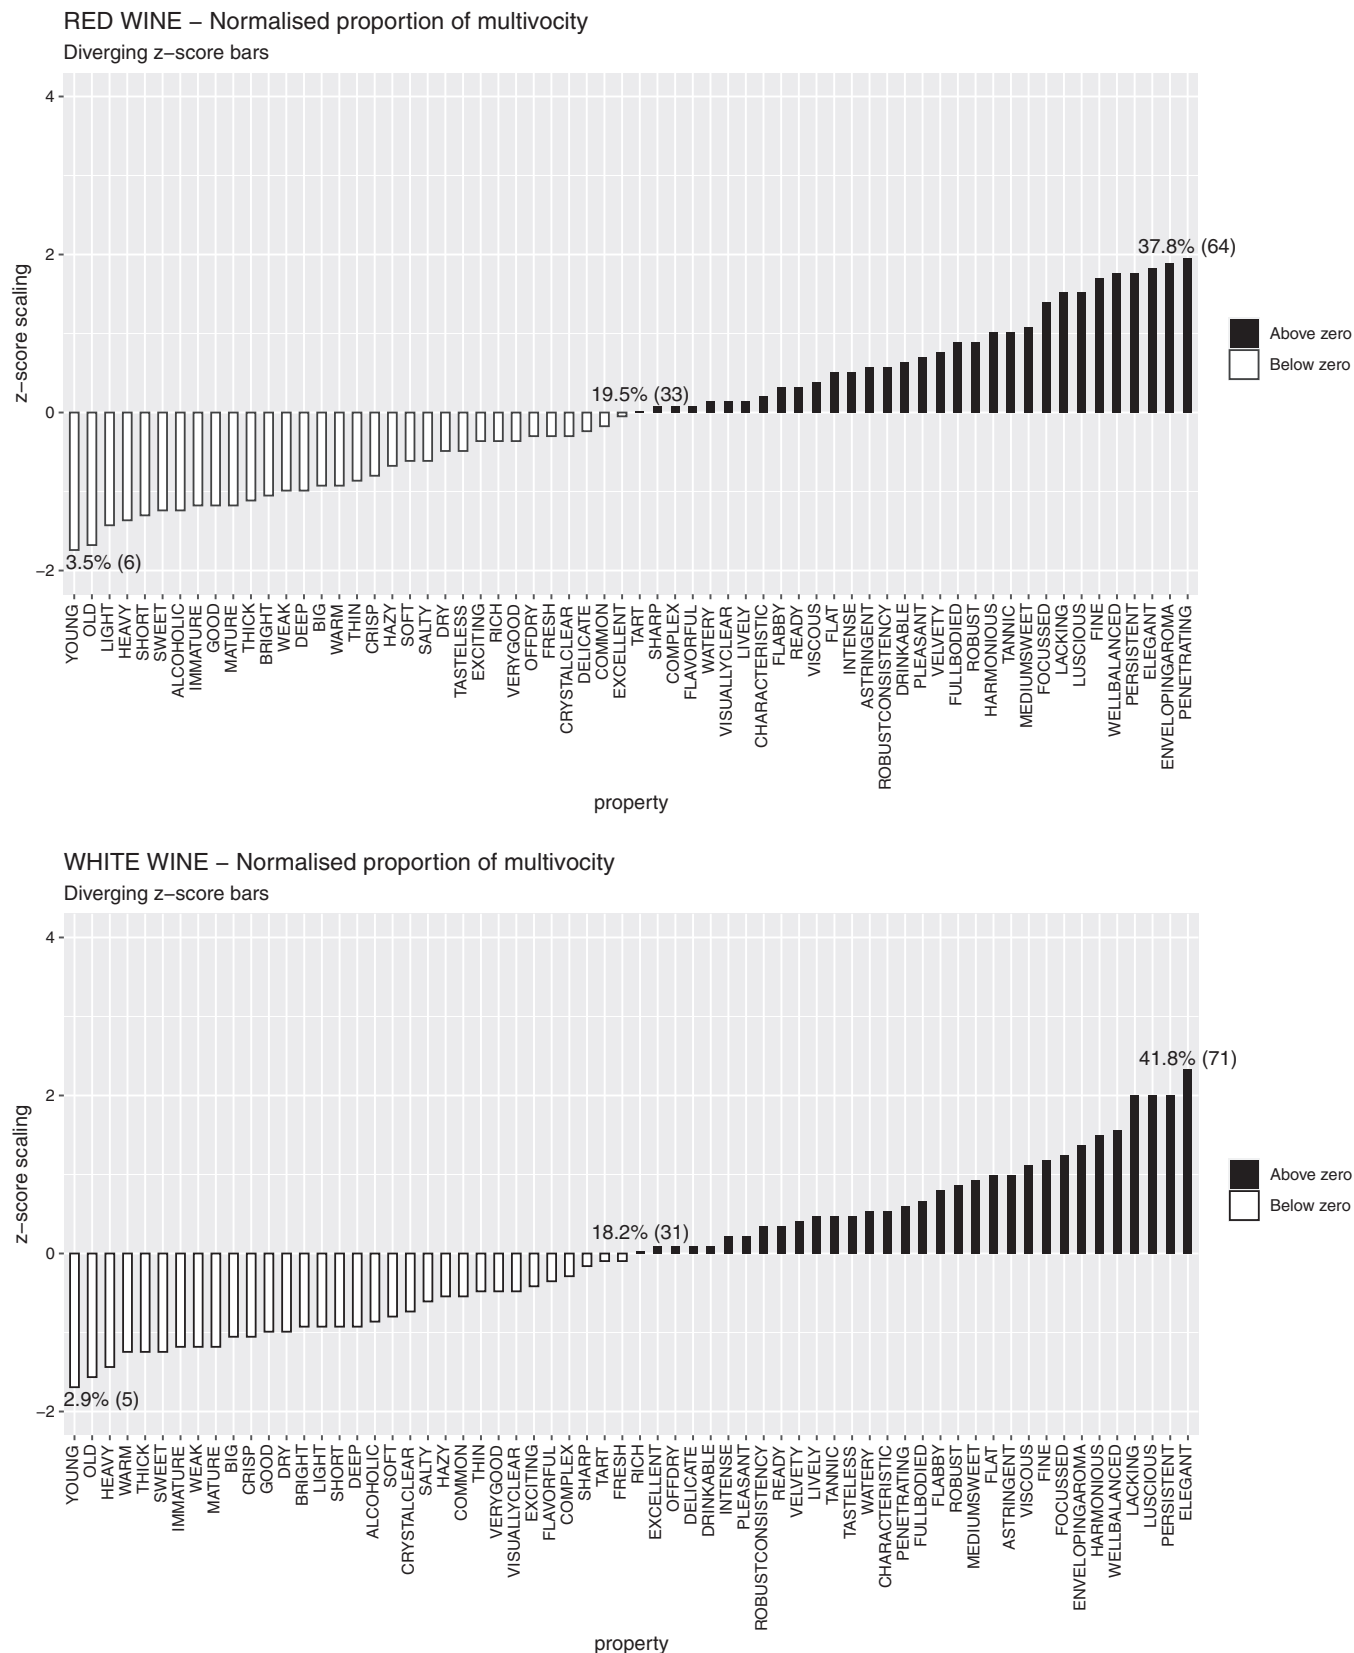 RED WINE − Normalised proportion of multivocity
Diverging z−score bars
4
2
0
−2
z−score scaling
3.5% (6)
19.5% (33)
37.8% (64)
Above zero
Below zero
YOUNG
OLD
LIGHT
HEAVY
SHORT
SWEET
ALCOHOLIC
IMMATURE
GOOD
MATURE
THICK
BRIGHT
WEAK
DEEP
BIG
WARM
THIN
CRISP
HAZY
SOFT
SALTY
DRY
TASTELESS
EXCITING
RICH
VERYGOOD
OFFDRY
FRESH
CRYSTALCLEAR
DELICATE
COMMON
EXCELLENT
TART
SHARP
COMPLEX
FLAVORFUL
WATERY
VISUALLYCLEAR
LIVELY
CHARACTERISTIC
FLABBY
READY
VISCOUS
FLAT
INTENSE
ASTRINGENT
ROBUSTCONSISTENCY
DRINKABLE
PLEASANT
VELVETY
FULLBODIED
ROBUST
HARMONIOUS
TANNIC
MEDIUMSWEET
FOCUSSED
LACKING
LUSCIOUS
FINE
WELLBALANCED
PERSISTENT
ELEGANT
ENVELOPINGAROMA
PENETRATING
property
WHITE WINE − Normalised proportion of multivocity
Diverging z−score bars
4
2
0
−2
z−score scaling
2.9% (5)
18.2% (31)
41.8% (71)
Above zero
Below zero
YOUNG
OLD
HEAVY
WARM
THICK
SWEET
IMMATURE
WEAK
MATURE
BIG
CRISP
GOOD
DRY
BRIGHT
LIGHT
SHORT
DEEP
ALCOHOLIC
SOFT
CRYSTALCLEAR
SALTY
HAZY
COMMON
THIN
VERYGOOD
VISUALLYCLEAR
EXCITING
FLAVORFUL
COMPLEX
SHARP
TART
FRESH
RICH
EXCELLENT
OFFDRY
DELICATE
DRINKABLE
INTENSE
PLEASANT
ROBUSTCONSISTENCY
READY
VELVETY
LIVELY
TANNIC
TASTELESS
WATERY
CHARACTERISTIC
PENETRATING
FULLBODIED
FLABBY
ROBUST
MEDIUMSWEET
FLAT
ASTRINGENT
VISCOUS
FINE
FOCUSSED
ENVELOPINGAROMA
HARMONIOUS
WELLBALANCED
LACKING
LUSCIOUS
PERSISTENT
ELEGANT
property